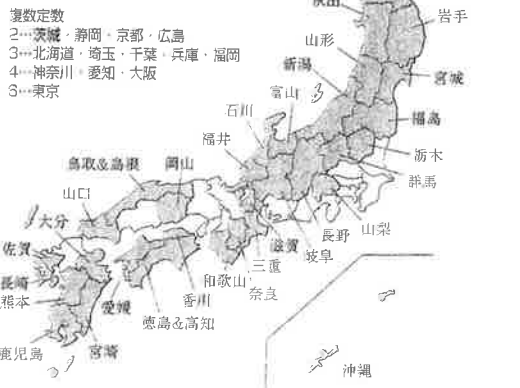 複数定数
2…茨城・静岡・京都・広島
3…北海道・埼玉・千葉・兵庫・福岡
4…神奈川・愛知・大阪
6…東京
秋田
岩手
山形
新潟
宮城
富山
石川
福島
福井
栃木
鳥取&島根
岡山
群馬
山口
大分
佐賀
滋賀
長野
山梨
岐阜
三重
長崎
和歌山
奈良
熊本
愛媛
香川
徳島&高知
鹿児島
宮崎
沖縄